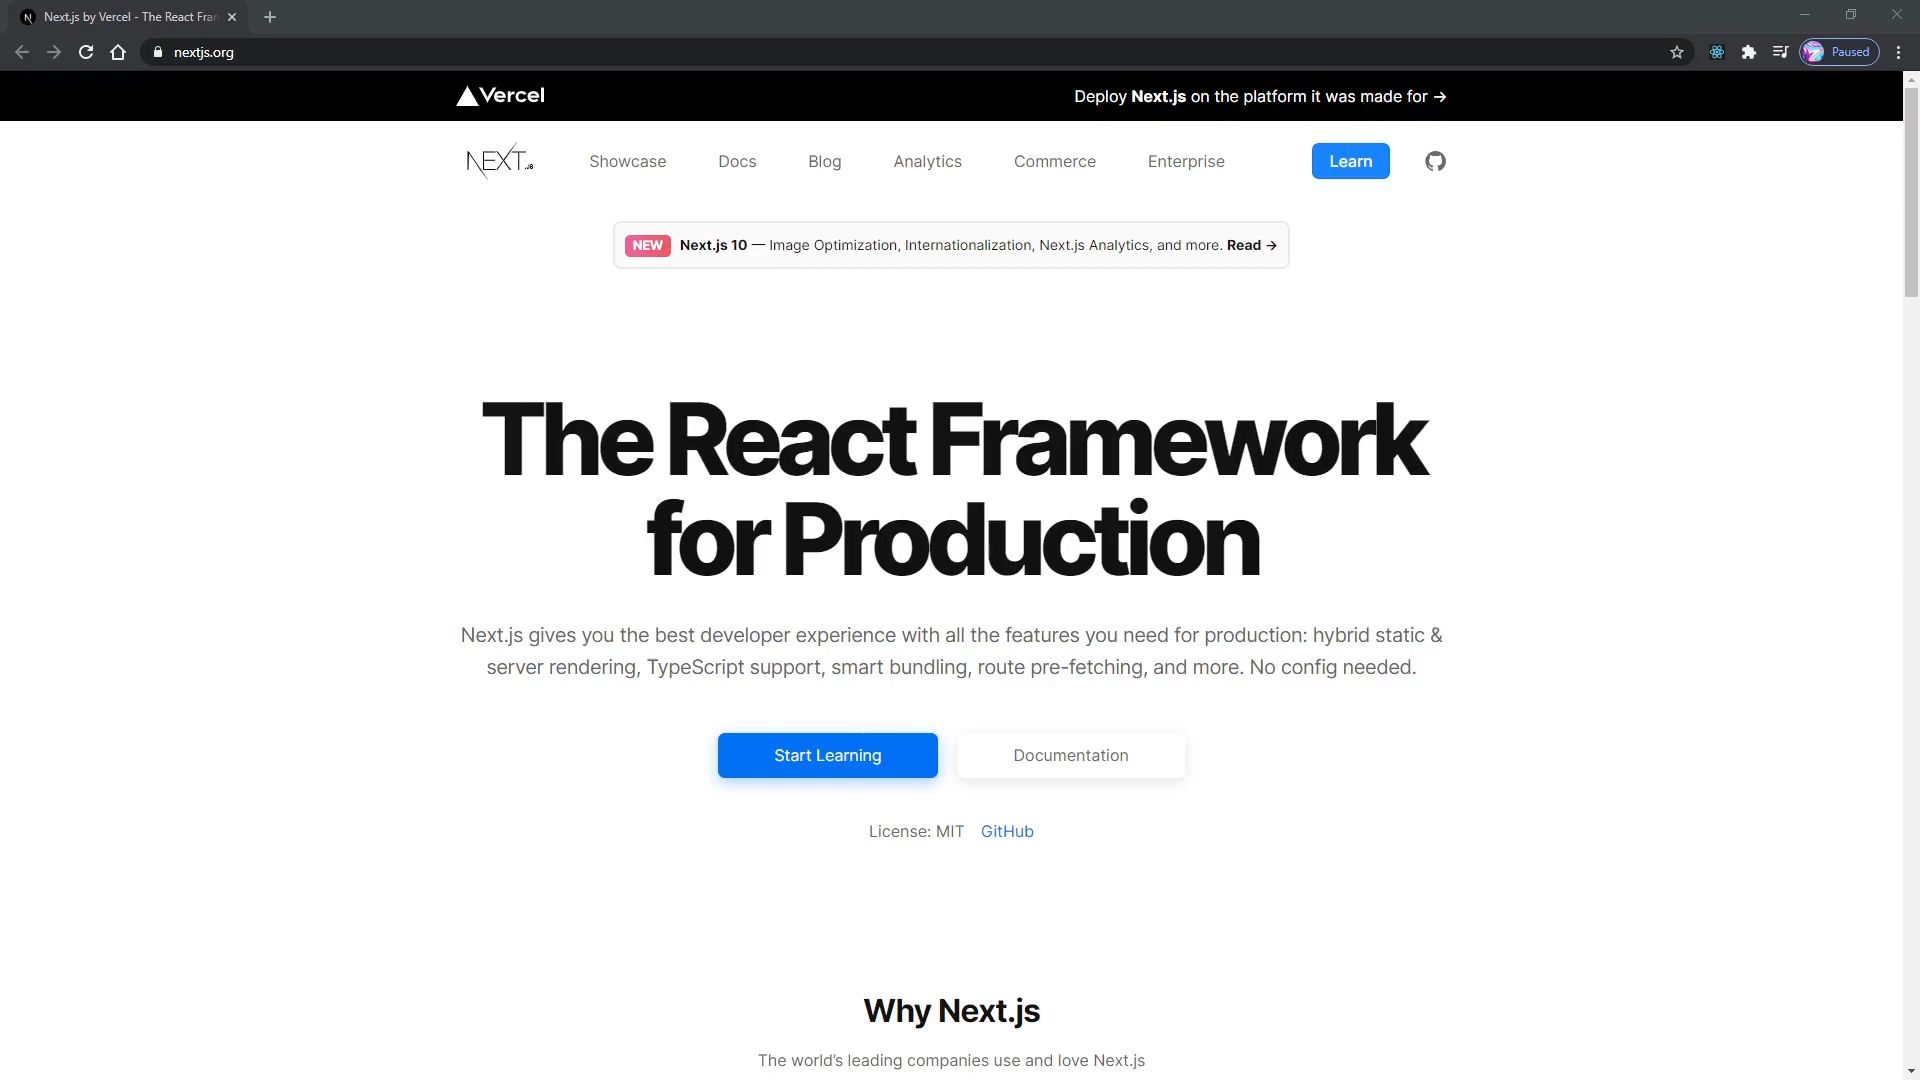 Next.js by Vercel - The React Fran
nextjs.org
Paused
Vercel
Deploy Next.js on the platform it was made for →
NEXT.JS
Showcase
Docs
Blog
Analytics
Commerce
Enterprise
Learn
NEW Next.js 10 — Image Optimization, Internationalization, Next.js Analytics, and more. Read →
The React Framework
for Production
Next.js gives you the best developer experience with all the features you need for production: hybrid static &
server rendering, TypeScript support, smart bundling, route pre-fetching, and more. No config needed.
Start Learning
Documentation
License: MIT GitHub
Why Next.js
The world’s leading companies use and love Next.js